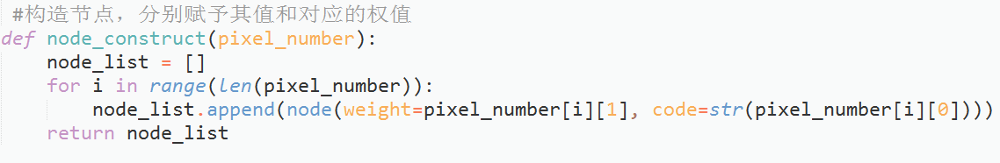 #构造节点，分别赋予其值和对应的权值
def node_construct(pixel_number):
    node_list = []
    for i in range(len(pixel_number)):
        node_list.append(node(weight=pixel_number[i][1], code=str(pixel_number[i][0])))
    return node_list